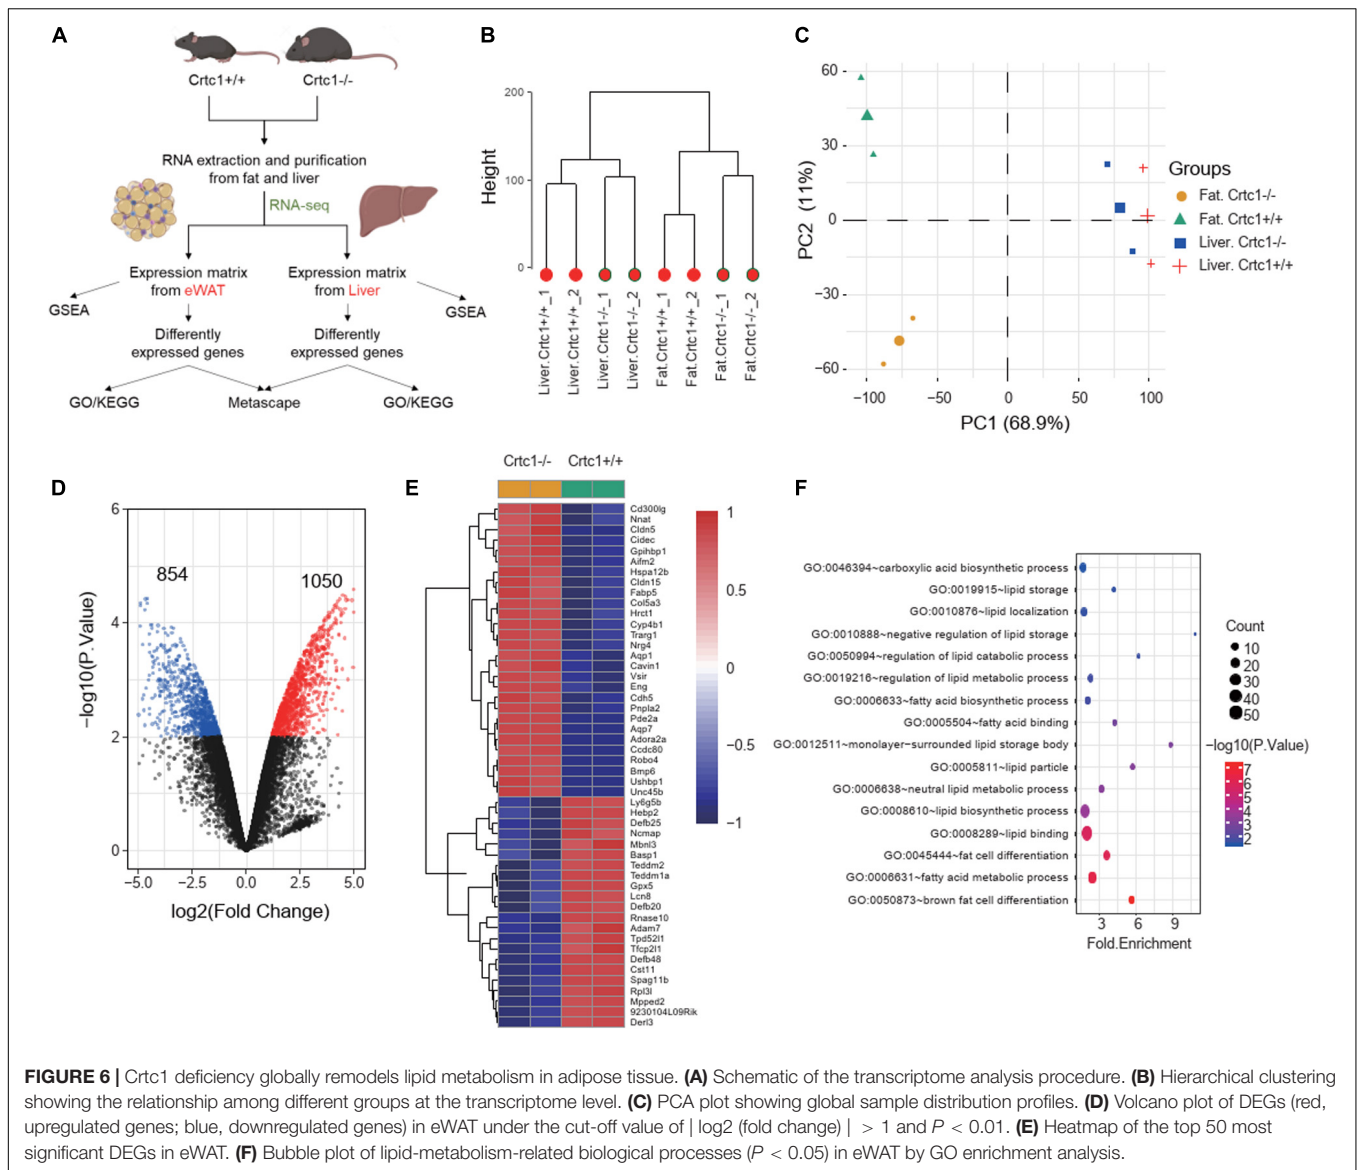 A
Crtc1+/+
Crtc1-/-
RNA extraction and purification
from fat and liver
RNA-seq
Expression matrix
from eWAT
Expression matrix
from Liver
GSEA
GSEA
Differently
expressed genes
Differently
expressed genes
GO/KEGG
Metascape
GO/KEGG
B
Height
200
100
0
Liver.Crtc1+/+_1
Liver.Crtc1+/+_2
Liver.Crtc1-/-_1
Liver.Crtc1-/-_2
Fat.Crtc1+/+_1
Fat.Crtc1+/+_2
Fat.Crtc1-/-_1
Fat.Crtc1-/-_2
C
PC2 (11%)
60
30
0
−30
−60
−100
−50
0
50
100
PC1 (68.9%)
Groups
Fat. Crtc1-/-
Fat. Crtc1+/+
Liver. Crtc1-/-
Liver. Crtc1+/+
D
−log10(P.Value)
6
4
2
0
854
1050
−5.0
−2.5
0.0
2.5
5.0
log2(Fold Change)
E
Crtc1-/-
Crtc1+/+
Cd300lg
Nnat
Cldn5
Cidec
Gpihbp1
Aifm2
Hspa12b
Cldn15
Fabp5
Col5a3
Hrct1
Cyp4b1
Trarg1
Nrg4
Aqp1
Cavin1
Vsir
Eng
Cdh5
Pnpla2
Pde2a
Aqp7
Adora2a
Ccdc80
Robo4
Bmp6
Ushbp1
Unc45b
Ly6g5b
Hebp2
Defb25
Ncmap
Mbnl3
Basp1
Teddm2
Teddm1a
Gpx5
Lcn8
Defb20
Rnase10
Adam7
Tpd52l1
Tfcp2l1
Defb48
Cst11
Spag11b
Rpl3l
Mpped2
9230104L09Rik
Derl3
1
0.5
0
−0.5
−1
F
GO:0046394~carboxylic acid biosynthetic process
GO:0019915~lipid storage
GO:0010876~lipid localization
GO:0010888~negative regulation of lipid storage
GO:0050994~regulation of lipid catabolic process
GO:0019216~regulation of lipid metabolic process
GO:0006633~fatty acid biosynthetic process
GO:0005504~fatty acid binding
GO:0012511~monolayer−surrounded lipid storage body
GO:0005811~lipid particle
GO:0006638~neutral lipid metabolic process
GO:0008610~lipid biosynthetic process
GO:0008289~lipid binding
GO:0045444~fat cell differentiation
GO:0006631~fatty acid metabolic process
GO:0050873~brown fat cell differentiation
3
6
9
Fold.Enrichment
Count
10
20
30
40
50
−log10(P.Value)
7
6
5
4
3
2
FIGURE 6 | Crtc1 deficiency globally remodels lipid metabolism in adipose tissue. (A) Schematic of the transcriptome analysis procedure. (B) Hierarchical clustering
showing the relationship among different groups at the transcriptome level. (C) PCA plot showing global sample distribution profiles. (D) Volcano plot of DEGs (red,
upregulated genes; blue, downregulated genes) in eWAT under the cut-off value of | log2 (fold change) | > 1 and P < 0.01. (E) Heatmap of the top 50 most
significant DEGs in eWAT. (F) Bubble plot of lipid-metabolism-related biological processes (P < 0.05) in eWAT by GO enrichment analysis.